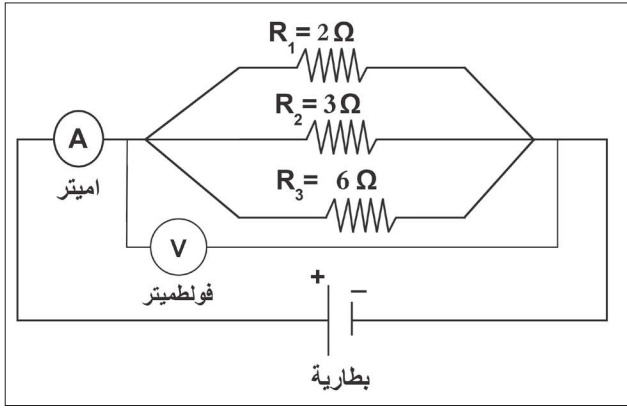 R₁= 2 Ω
R₂= 3 Ω
A
اميتر
R₃= 6 Ω
V
فولطميتر
+ −
بطارية